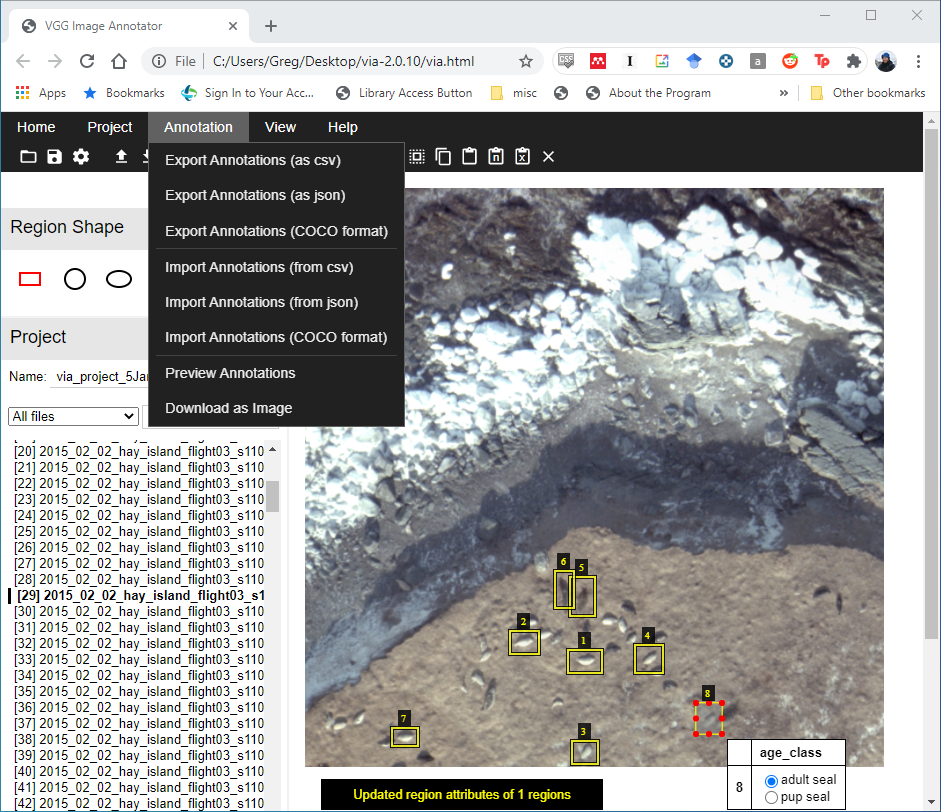 VGG Image Annotator
File C:/Users/Greg/Desktop/via-2.0.10/via.html
CSC
I
a
Tp
Apps Bookmarks Sign In to Your Ac... Library Access Button misc About the Program » Other bookmarks
Home Project Annotation View Help
Export Annotations (as csv)
Export Annotations (as json)
Export Annotations (COCO format)
Import Annotations (from csv)
Import Annotations (from json)
Import Annotations (COCO format)
Preview Annotations
Download as Image
Region Shape
Project
Name: via_project_5Jan
All files
[20] 2015_02_02_hay_island_flight03_s110
[21] 2015_02_02_hay_island_flight03_s110
[22] 2015_02_02_hay_island_flight03_s110
[23] 2015_02_02_hay_island_flight03_s110
[24] 2015_02_02_hay_island_flight03_s110
[25] 2015_02_02_hay_island_flight03_s110
[26] 2015_02_02_hay_island_flight03_s110
[27] 2015_02_02_hay_island_flight03_s110
[28] 2015_02_02_hay_island_flight03_s110
[29] 2015_02_02_hay_island_flight03_s1
[30] 2015_02_02_hay_island_flight03_s110
[31] 2015_02_02_hay_island_flight03_s110
[32] 2015_02_02_hay_island_flight03_s110
[33] 2015_02_02_hay_island_flight03_s110
[34] 2015_02_02_hay_island_flight03_s110
[35] 2015_02_02_hay_island_flight03_s110
[36] 2015_02_02_hay_island_flight03_s110
[37] 2015_02_02_hay_island_flight03_s110
[38] 2015_02_02_hay_island_flight03_s110
[39] 2015_02_02_hay_island_flight03_s110
[40] 2015_02_02_hay_island_flight03_s110
[41] 2015_02_02_hay_island_flight03_s110
[42] 2015_02_02_hay_island_flight03_s110
6 5
2
1 4
8
7
3
age_class
8 adult seal
pup seal
Updated region attributes of 1 regions